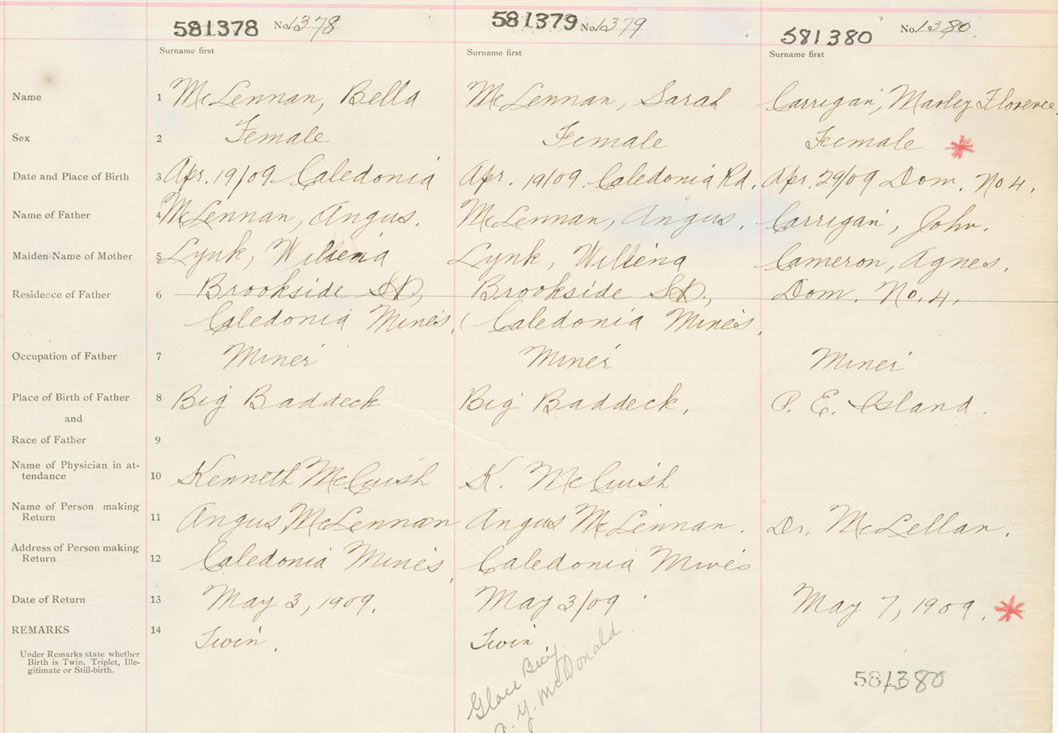 581378 No. 1378 581379 No. 1379 581380 No. 1380
Surname first Surname first Surname first
Name 1 McLennan, Bella McLennan, Sarah Carrigan, Florence
Sex 2 Female Female Female
Date and Place of Birth 3 Apr. 19/09 Caledonia Apr. 19/09 Caledonia Rd. Apr. 29/09 Dom. No 4.
Name of Father 4 McLennan, Angus. McLennan, Angus. Carrigan, John.
Maiden Name of Mother 5 Lynk, Williena Lynk, Williena Cameron, Agnes.
Residence of Father 6 Brookside St., Brookside St., Dom. No. 4.
Caledonia Mines, Caledonia Mines,
Occupation of Father 7 Miner Miner Miner
Place of Birth of Father 8 Big Baddeck Big Baddeck, P. E. Island.
and
Race of Father 9
Name of Physician in at-
tendance 10 Kenneth McCuish K. McCuish
Name of Person making
Return 11 Angus McLennan Angus McLennan. Dr. McLellan.
Address of Person making
Return 12 Caledonia Mines, Caledonia Mines
Date of Return 13 May 3, 1909. May 3/09 May 7, 1909.
REMARKS 14 Twin. Twin
Under Remarks state whether
Birth is Twin, Triplet, Ille-
gitimate or Still-birth.
581380
Glace Bay
McDonald